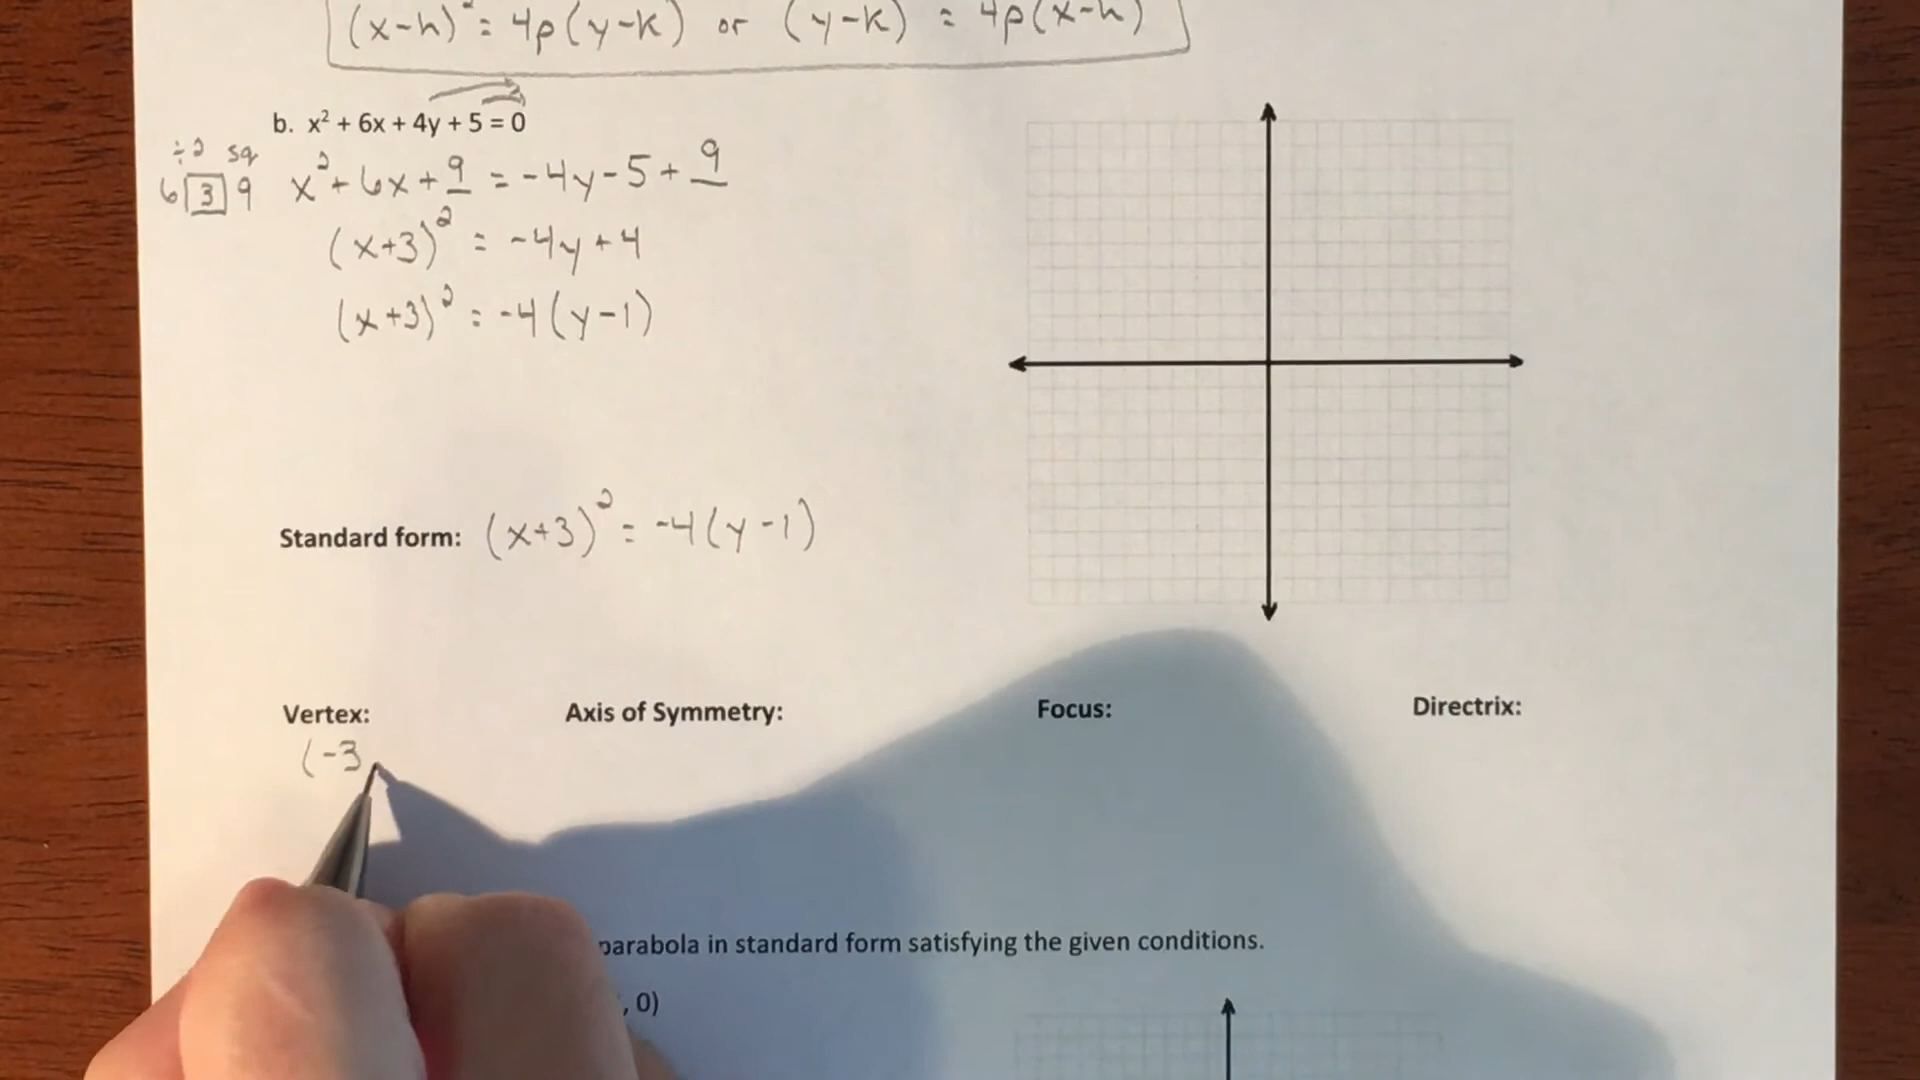 (x-h)² = 4p(y-k) or (y-k) = 4p(x-h)
b. x² + 6x + 4y + 5 = 0
÷2 sq
6 3 9 x² + 6x + 9 = -4y - 5 + 9
(x+3)² = -4y + 4
(x+3)² = -4(y-1)
Standard form: (x+3)² = -4(y-1)
Vertex: Axis of Symmetry: Focus: Directrix:
(-3
parabola in standard form satisfying the given conditions.
, 0)